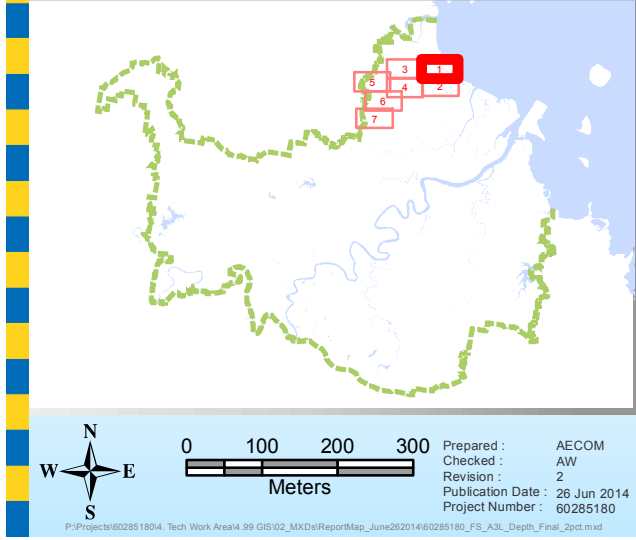 3
1
5
4
2
6
7
N
W E
S
0 100 200 300
Meters
Prepared : AECOM
Checked : AW
Revision : 2
Publication Date : 26 Jun 2014
Project Number : 60285180
P:\Projects\60285180\4. Tech Work Area\4.99 GIS\02_MXDs\ReportMap_June262014\60285180_FS_A3L_Depth_Final_2pct.mxd